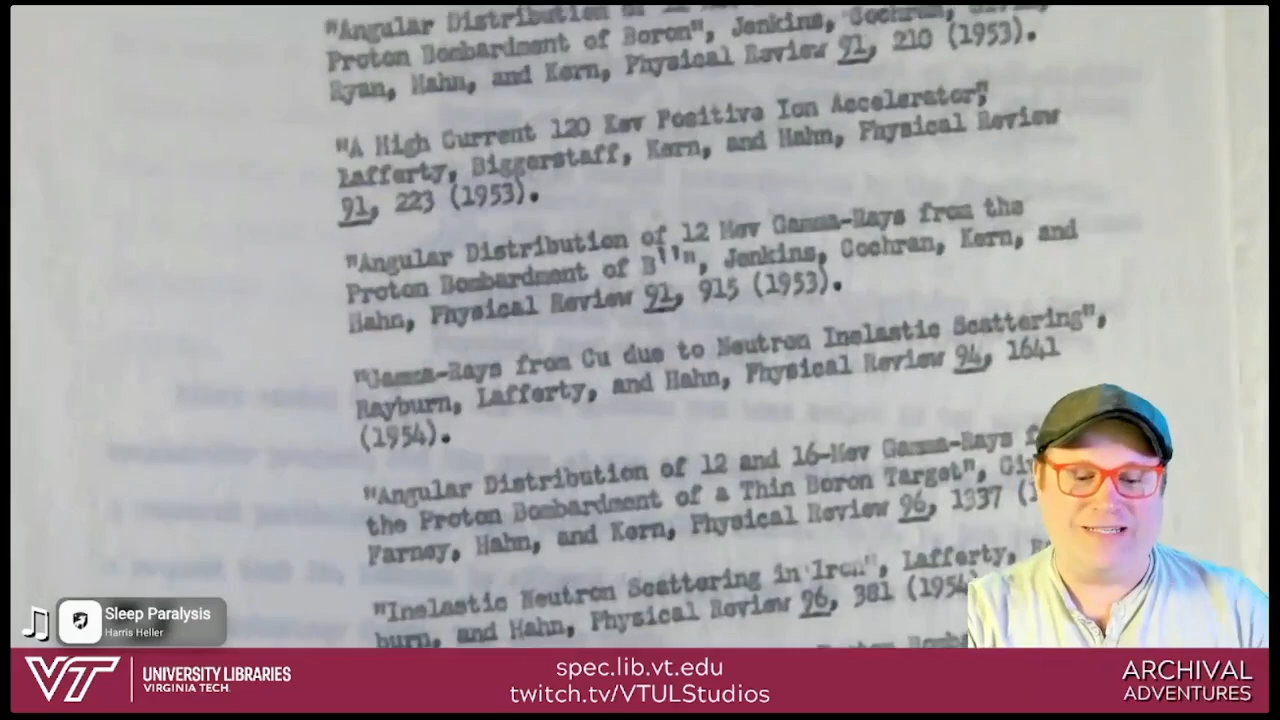 "Angular Distribution of 12 Mev
Proton Bombardment of Boron", Jenkins, Cochran,
Ryan, Hahn, and Kern, Physical Review 91, 210 (1953).
"A High Current 120 Kev Positive Ion Accelerator",
Lafferty, Biggerstaff, Kern, and Hahn, Physical Review
91, 223 (1953).
"Angular Distribution of 12 Mev Gamma-Rays from the
Proton Bombardment of B11", Jenkins, Cochran, Kern, and
Hahn, Physical Review 91, 915 (1953).
"Gamma-Rays from Cu due to Neutron Inelastic Scattering",
Rayburn, Lafferty, and Hahn, Physical Review 94, 1641
(1954).
"Angular Distribution of 12 and 16-Mev Gamma-Rays
the Proton Bombardment of a Thin Boron Target",
Farney, Hahn, and Kern, Physical Review 96, 1337
"Inelastic Neutron Scattering in Iron", Lafferty,
burn, and Hahn, Physical Review 96, 381 (1954
Sleep Paralysis
Harris Heller
VT UNIVERSITY LIBRARIES
VIRGINIA TECH
spec.lib.vt.edu
twitch.tv/VTULStudios
ARCHIVAL
ADVENTURES